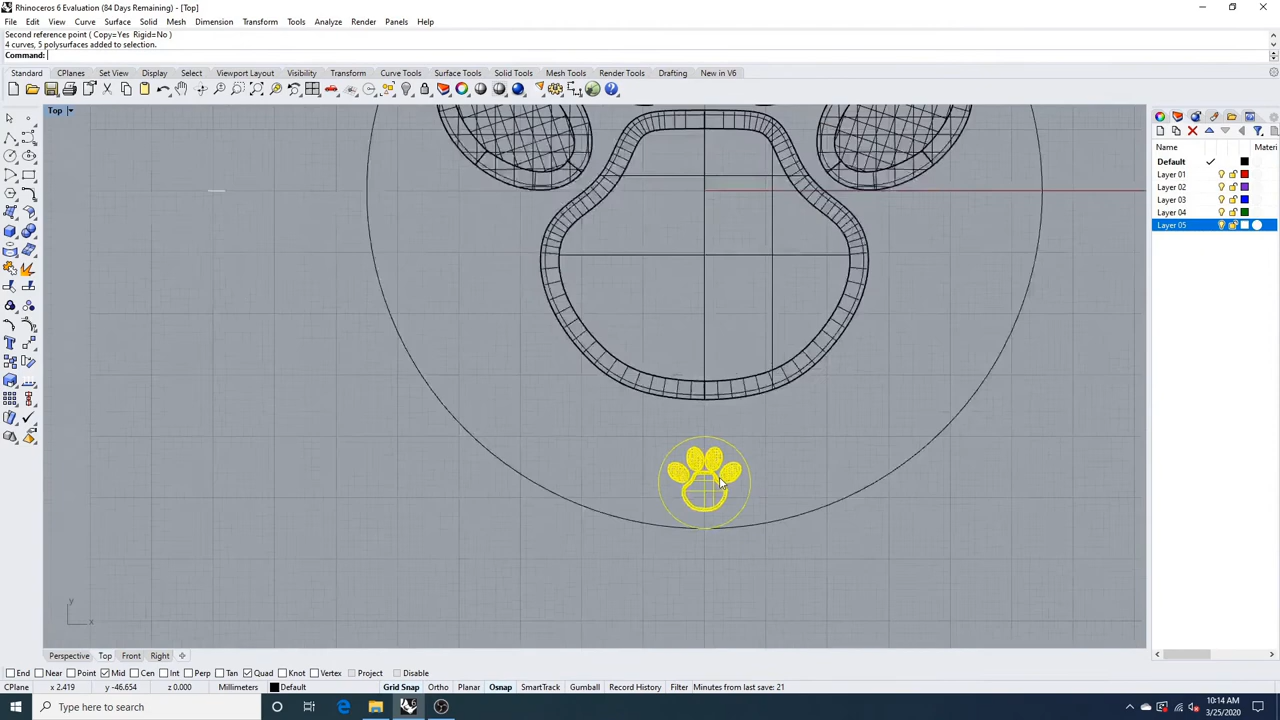 Rhinoceros 6 Evaluation (84 Days Remaining) - [Top]
File Edit View Curve Surface Solid Mesh Dimension Transform Tools Analyze Render Panels Help
Second reference point ( Copy=Yes Rigid=No )
4 curves, 5 polysurfaces added to selection.
Command:
Standard CPlanes Set View Display Select Viewport Layout Visibility Transform Curve Tools Surface Tools Solid Tools Mesh Tools Render Tools Drafting New in V6
Top
Materi
Default
Layer 01
Layer 02
Layer 03
Layer 04
Layer 05
y
x
Perspective Top Front Right
End Near Point Mid Cen Int Perp Tan Quad Knot Vertex Project Disable
CPlane x 2.419 y -46.654 z 0.000 Millimeters Default Grid Snap Ortho Planar Osnap SmartTrack Gumball Record History Filter Minutes from last save: 21
Type here to search
10:14 AM
3/25/2020